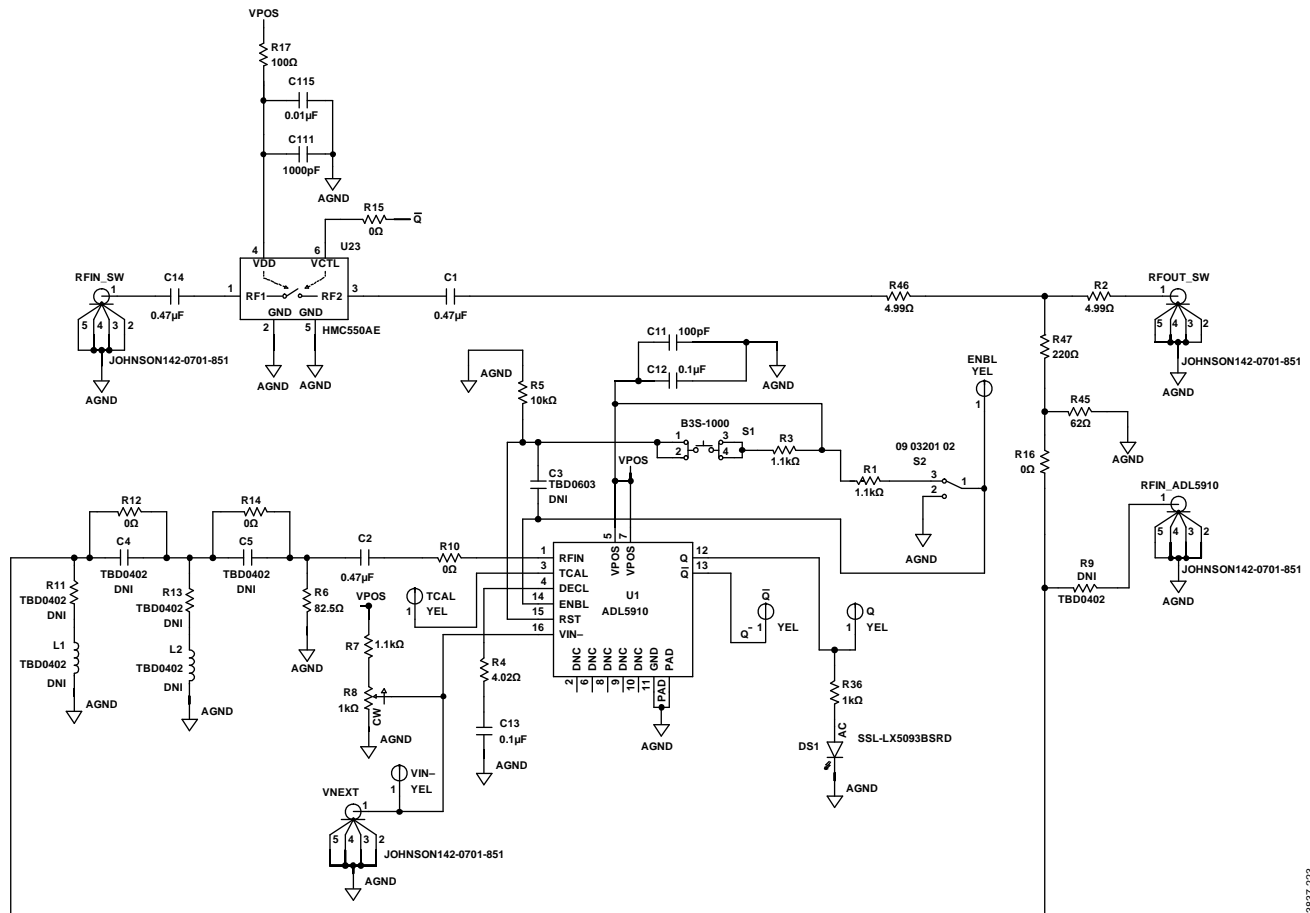 VPOS
R17
100Ω
C115
0.01µF
C111
1000pF
AGND
R15
0Ω
Q
4
6
U23
VDD
VCTL
RFIN_SW
1
C14
0.47µF
1
RF1
RF2
3
GND
GND
2
5
HMC550AE
AGND
AGND
5 4 3 2
JOHNSON142-0701-851
AGND
C1
0.47µF
R46
4.99Ω
R2
4.99Ω
RFOUT_SW
1
5 4 3 2
JOHNSON142-0701-851
AGND
C11
100pF
C12
0.1µF
AGND
AGND
R5
10kΩ
R47
220Ω
R45
62Ω
AGND
R16
0Ω
ENBL
YEL
1
B3S-1000
1
2
3
4
S1
R3
1.1kΩ
R1
1.1kΩ
09 03201 02
S2
3
2
1
AGND
VPOS
C3
TBD0603
DNI
RFIN_ADL5910
1
5 4 3 2
JOHNSON142-0701-851
AGND
R9
DNI
TBD0402
R12
0Ω
C4
TBD0402
DNI
R14
0Ω
C5
TBD0402
DNI
C2
0.47µF
R10
0Ω
R11
TBD0402
DNI
R13
TBD0402
DNI
R6
82.5Ω
AGND
L1
TBD0402
DNI
AGND
L2
TBD0402
DNI
AGND
VPOS
R7
1.1kΩ
R8
1kΩ
CW
AGND
TCAL
1
YEL
1
3
4
14
15
16
RFIN
TCAL
DECL
ENBL
RST
VIN–
5
7
VPOS
VPOS
U1
ADL5910
Q
Q
12
13
DNC
DNC
DNC
DNC
DNC
GND
PAD
2
6
8
9
10
11
PAD
AGND
R4
4.02Ω
C13
0.1µF
AGND
Q
1
YEL
Q
Q
1
YEL
R36
1kΩ
AC
DS1
SSL-LX5093BSRD
AGND
VIN–
1
YEL
VNEXT
1
5 4 3 2
JOHNSON142-0701-851
AGND